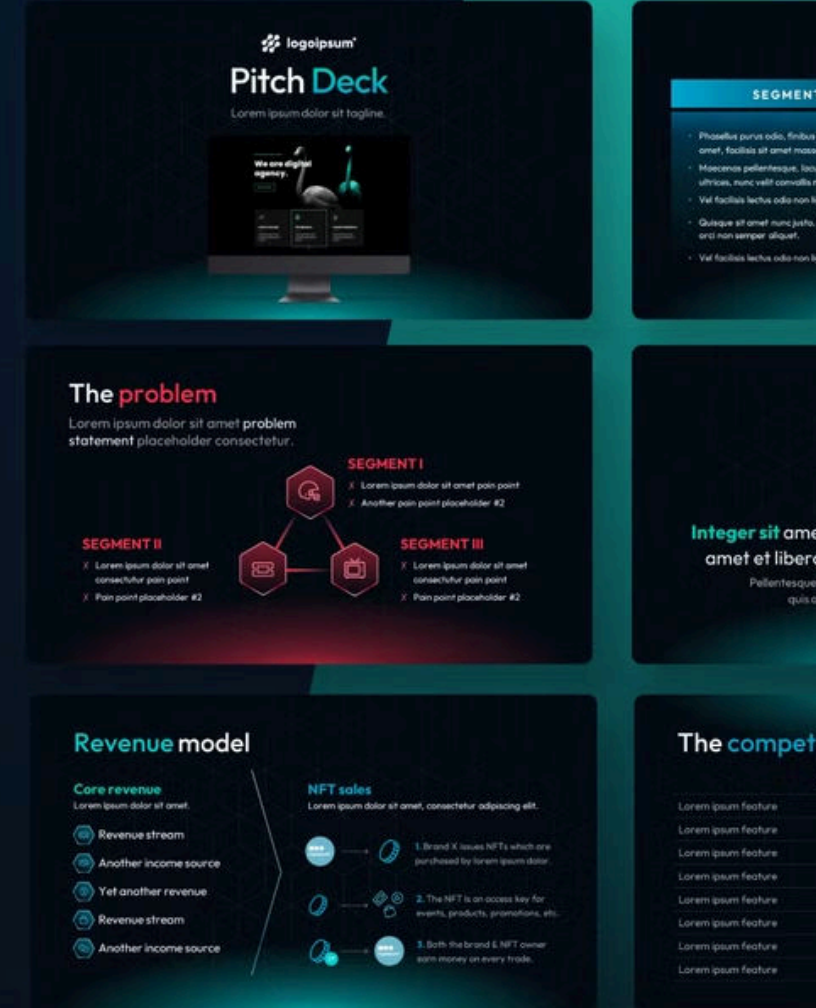 logoipsum
Pitch Deck
Lorem ipsum dolor sit tagline.
We are digital
agency.
SEGMENT
Phasellus purus odio, finibus
amet, facilisis sit amet mass
Maecenas pellentesque, lacu
ultrices, nunc velit convallis
Vel facilisis lectus odio non
Quisque sit amet nunc justo.
orci non semper aliquet.
Vel facilisis lectus odio non
The problem
Lorem ipsum dolor sit amet problem
statement placeholder consectetur.
SEGMENT I
X Lorem ipsum dolor sit amet pain point
X Another pain point placeholder #2
SEGMENT II
X Lorem ipsum dolor sit amet
consectutur pain point
X Pain point placeholder #2
SEGMENT III
X Lorem ipsum dolor sit amet
consectutur pain point
X Pain point placeholder #2
Integer sit ame
amet et liber
Pellentesque
quis
Revenue model
Core revenue
Lorem ipsum dolor sit amet.
Revenue stream
Another income source
Yet another revenue
Revenue stream
Another income source
NFT sales
Lorem ipsum dolor sit amet, consectetur adipiscing elit.
1. Brand X issues NFTs which are
purchased by lorem ipsum dolor.
2. The NFT is an access key for
events, products, promotions, etc.
3. Both the brand & NFT owner
earn money on every trade.
The compet
Lorem ipsum feature
Lorem ipsum feature
Lorem ipsum feature
Lorem ipsum feature
Lorem ipsum feature
Lorem ipsum feature
Lorem ipsum feature
Lorem ipsum feature